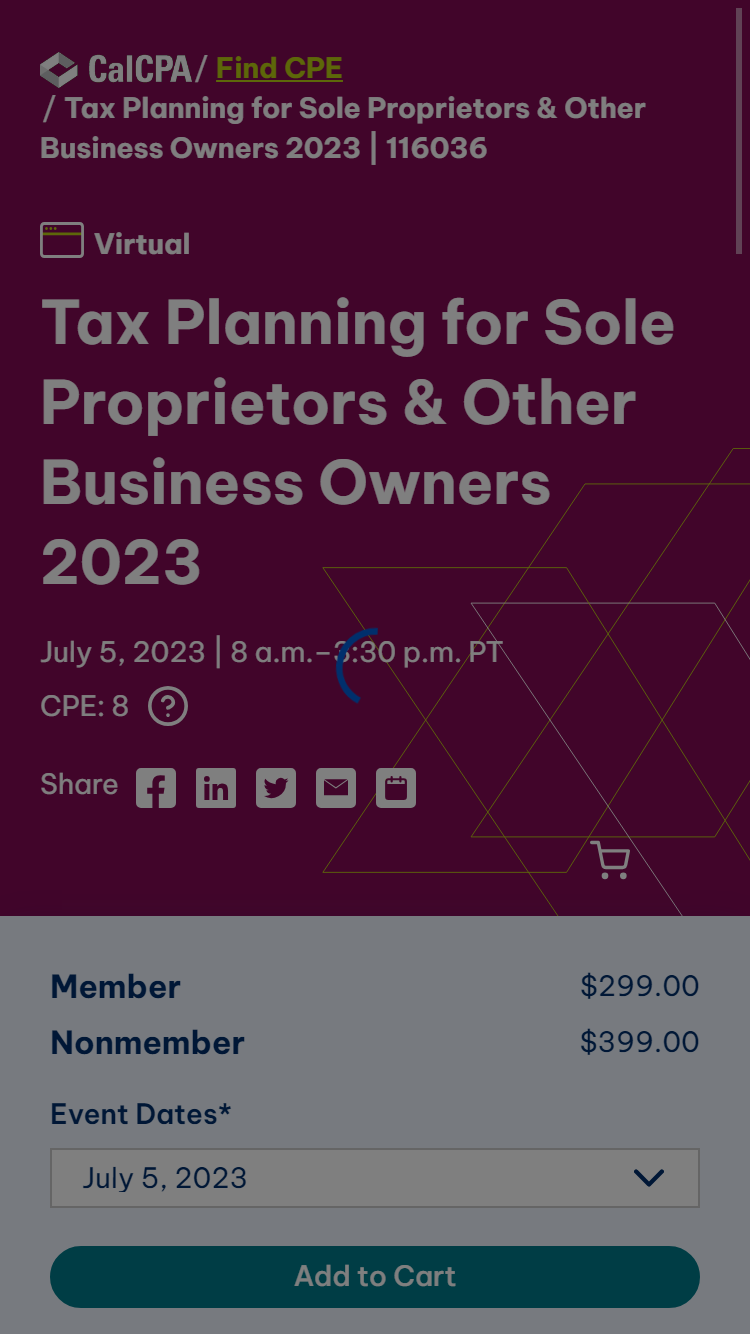 CalCPA / Find CPE
/ Tax Planning for Sole Proprietors & Other
Business Owners 2023 | 116036
Virtual
Tax Planning for Sole
Proprietors & Other
Business Owners
2023
July 5, 2023 | 8 a.m.–3:30 p.m. PT
CPE: 8 ?
Share
Member $299.00
Nonmember $399.00
Event Dates*
July 5, 2023
Add to Cart